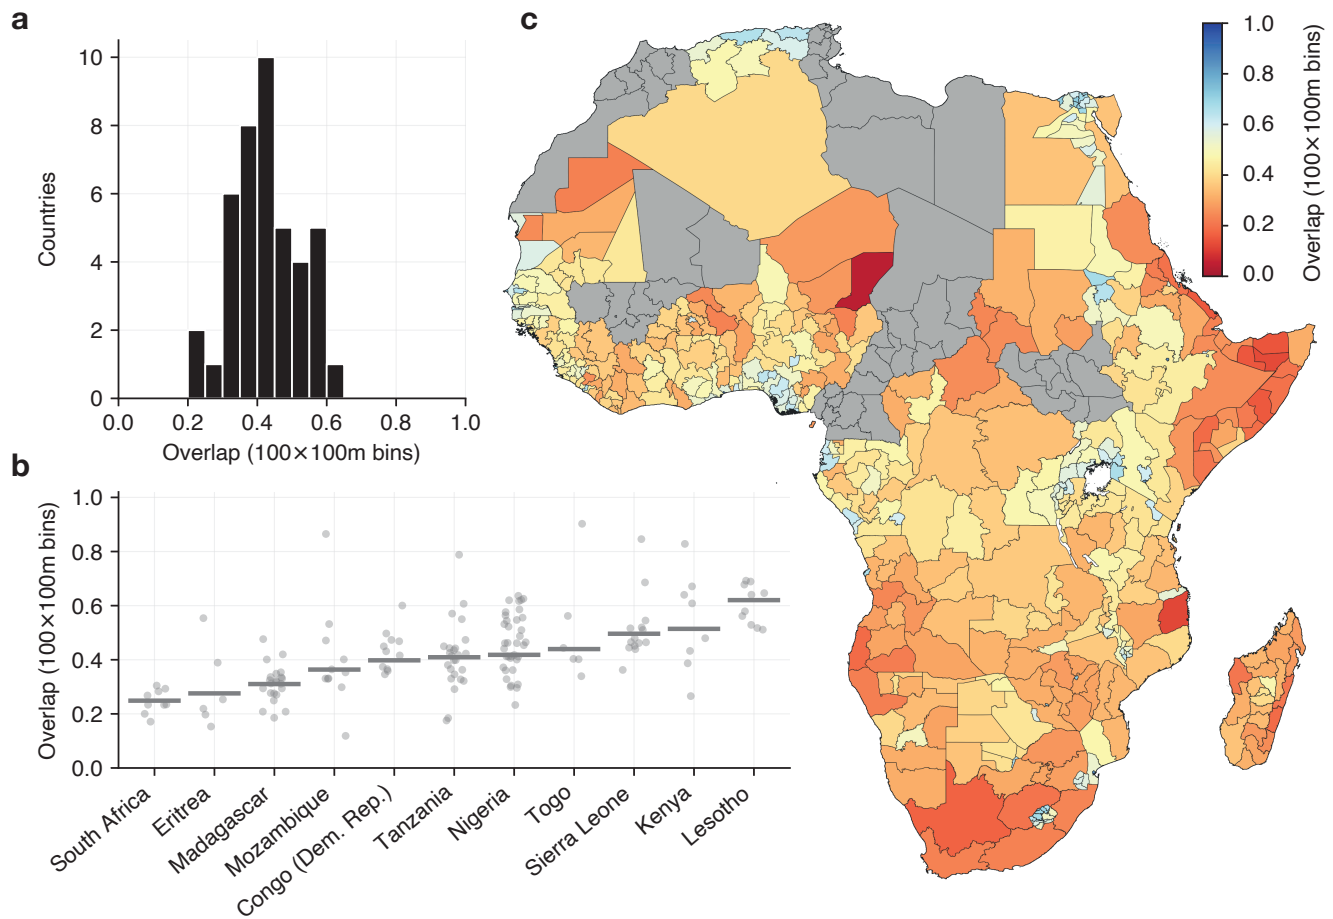 a
10
8
6
4
2
0
Countries
0.0 0.2 0.4 0.6 0.8 1.0
Overlap (100×100m bins)
b
1.0
0.8
0.6
0.4
0.2
0.0
Overlap (100×100m bins)
South Africa
Eritrea
Madagascar
Mozambique
Congo (Dem. Rep.)
Tanzania
Nigeria
Togo
Sierra Leone
Kenya
Lesotho
c
1.0
0.8
0.6
0.4
0.2
0.0
Overlap (100×100m bins)